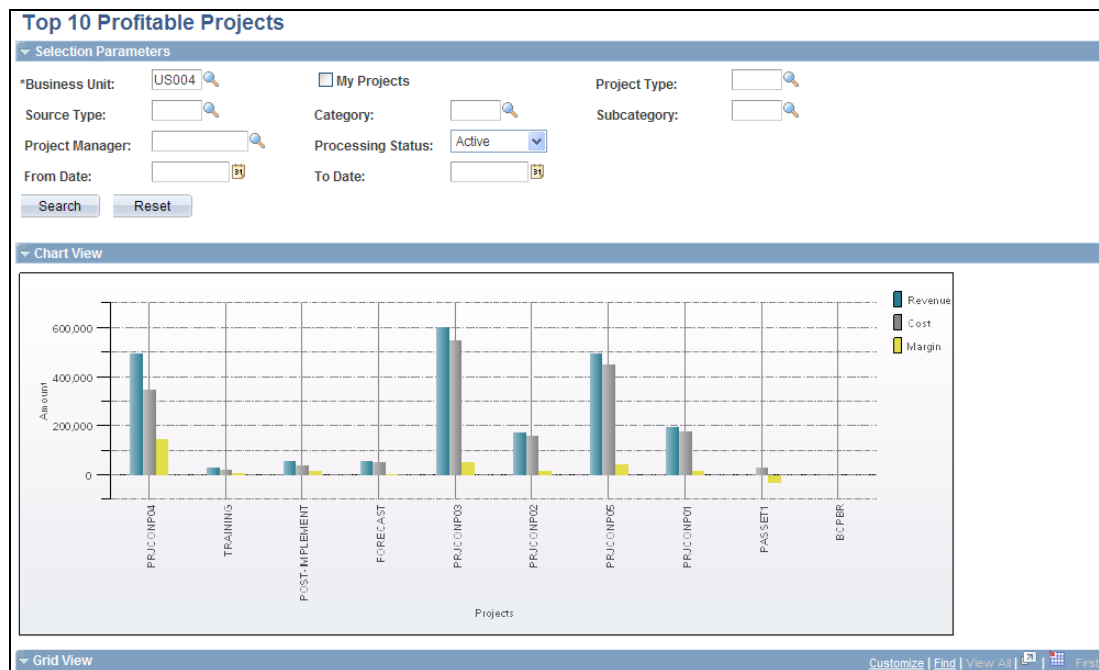 Top 10 Profitable Projects
Selection Parameters
*Business Unit: US004 My Projects Project Type:
Source Type: Category: Subcategory:
Project Manager: Processing Status: Active
From Date: 31 To Date: 31
Search Reset
Chart View
Revenue
Cost
Margin
600,000
400,000
200,000
0
Amount
PRJCONP04
TRAINING
POST-IMPLEMENT
FORECAST
PRJCONP03
PRJCONP02
PRJCONP05
PRJCONP01
PASSET1
BCPBR
Projects
Grid View Customize | Find | View All | | First